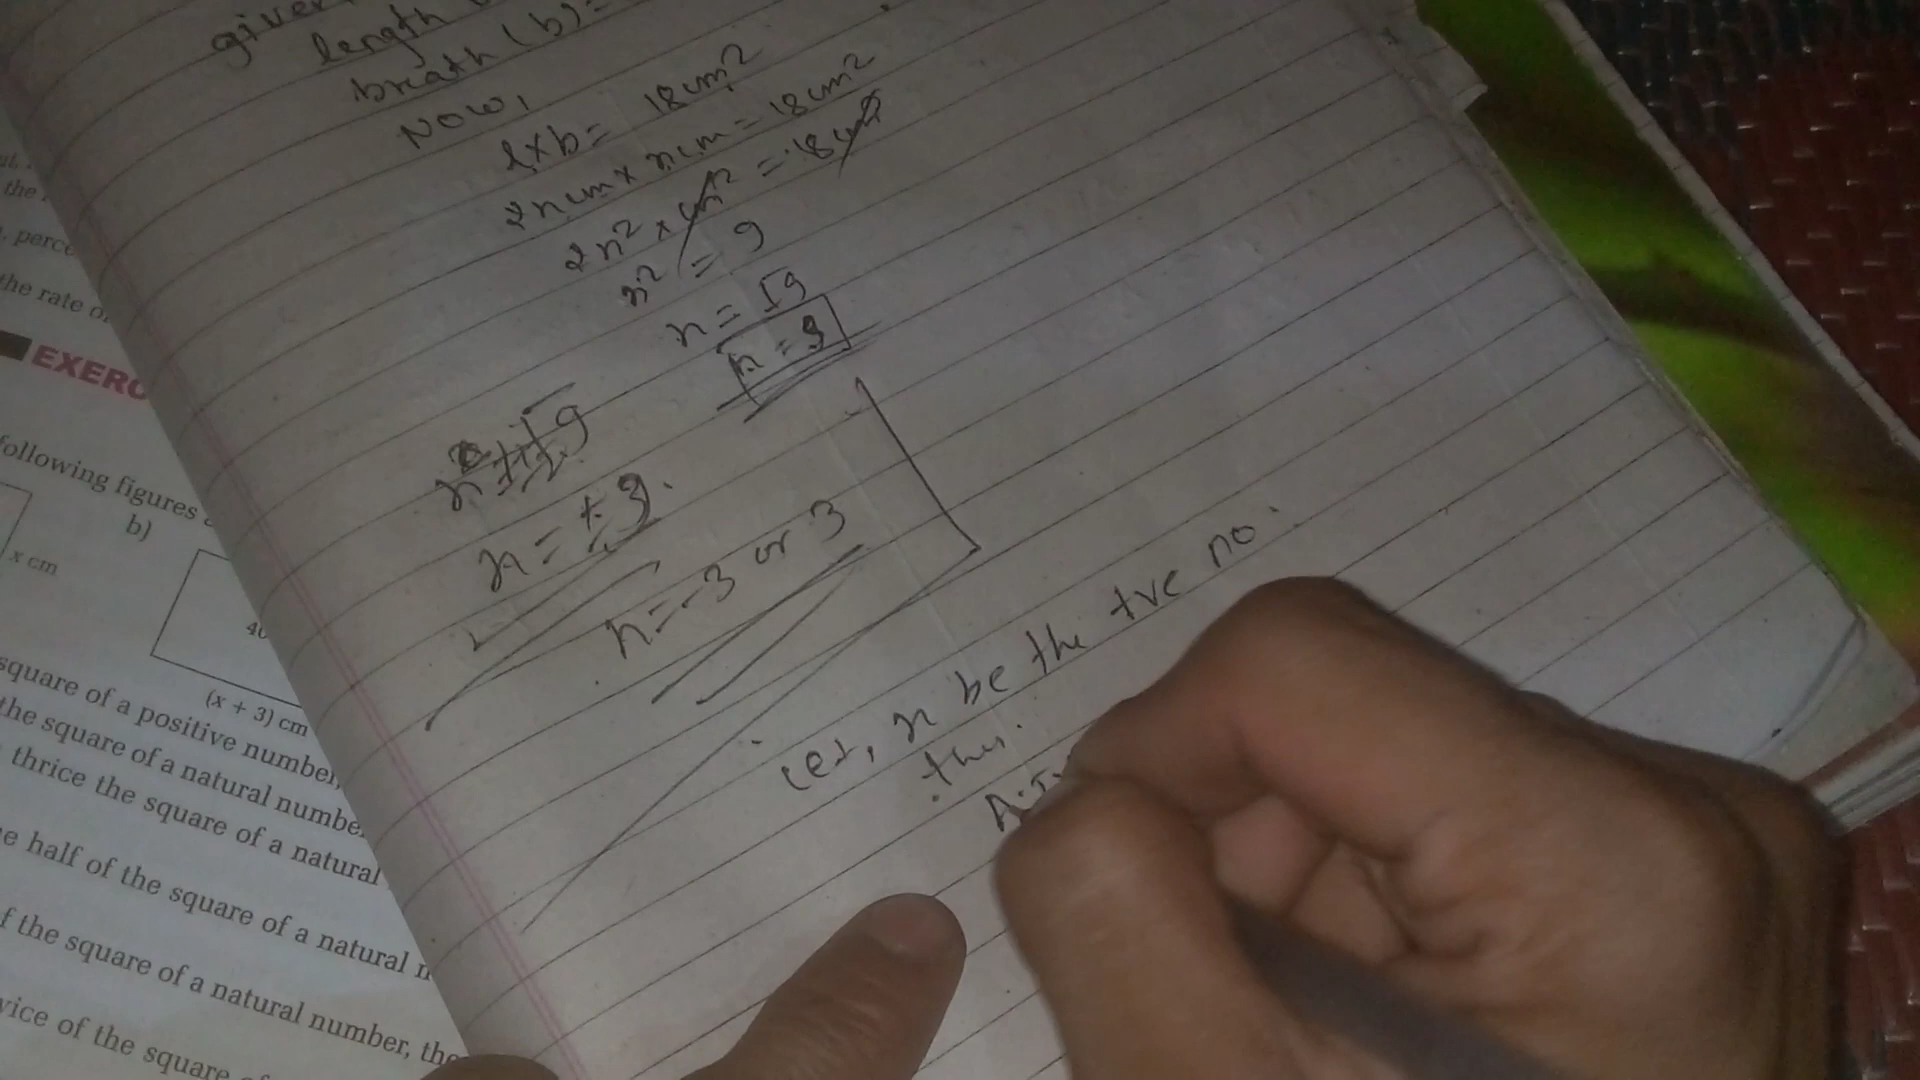 given
length
breath (b) =
Now,
l×b = 18cm²
2xcm × xcm = 18cm²
2x² × cm² = 18cm²
x² = 9
x = √9
x = 3
x = ± 3.
x = -3 or 3
let, x be the +ve no.
then.
the
perce
the rate o
EXERC
following figures
b)
x cm
40
(x + 3) cm
square of a positive number,
the square of a natural number
thrice the square of a natural
half of the square of a natural n
f the square of a natural number, the
of the square